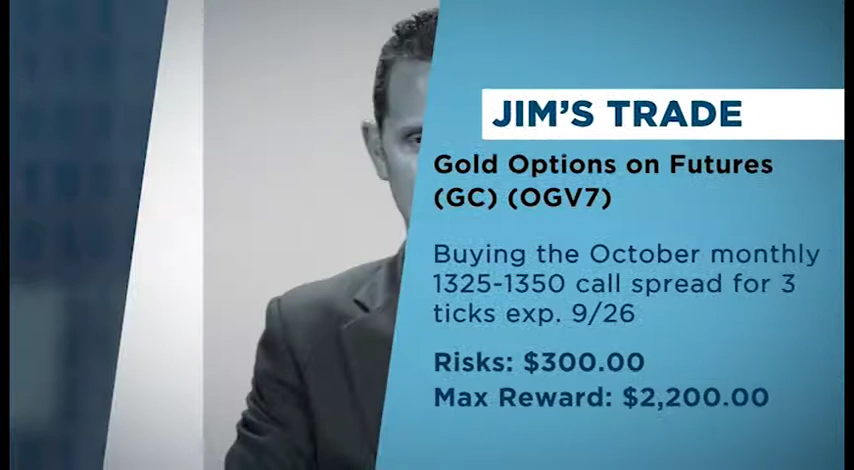 JIM'S TRADE
Gold Options on Futures
(GC) (OGV7)
Buying the October monthly
1325-1350 call spread for 3
ticks exp. 9/26
Risks: $300.00
Max Reward: $2,200.00